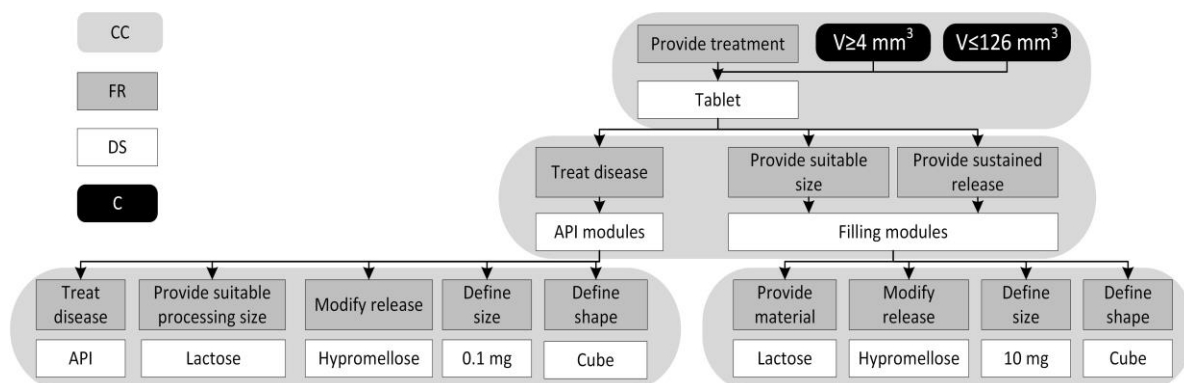 CC
FR
DS
C
Provide treatment
V≥4 mm³
V≤126 mm³
Tablet
Treat disease
Provide suitable
size
Provide sustained
release
API modules
Filling modules
Treat
disease
Provide suitable
processing size
Modify release
Define
size
Define
shape
Provide
material
Modify
release
Define
size
Define
shape
API
Lactose
Hypromellose
0.1 mg
Cube
Lactose
Hypromellose
10 mg
Cube